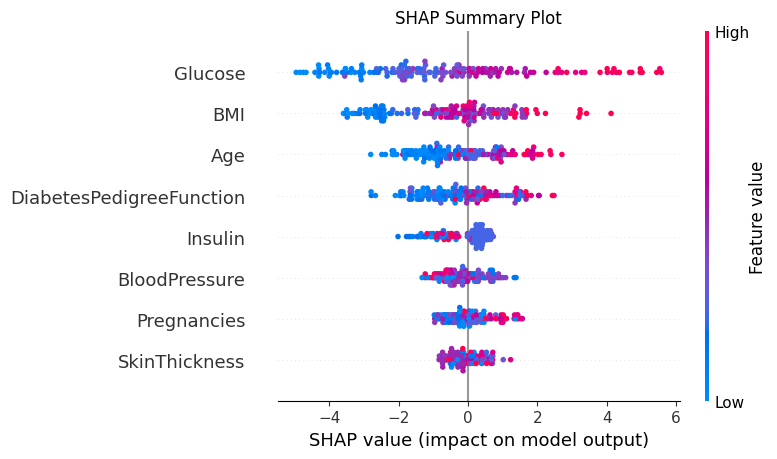 SHAP Summary Plot
High
Glucose
BMI
Age
DiabetesPedigreeFunction
Insulin
BloodPressure
Pregnancies
SkinThickness
Feature value
Low
−4 −2 0 2 4 6
SHAP value (impact on model output)